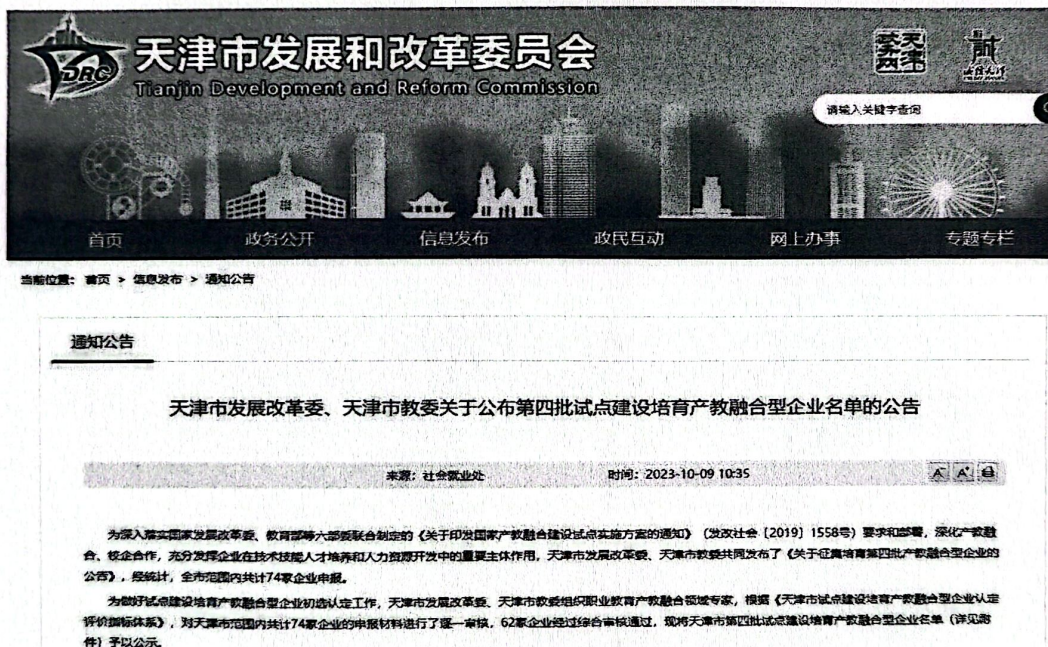 天津市发展和改革委员会
Tianjin Development and Reform Commission
DRC
请输入关键字查询
首页 政务公开 信息发布 政民互动 网上办事 专题专栏
当前位置: 首页 > 信息发布 > 通知公告
通知公告
天津市发展改革委、天津市教委关于公布第四批试点建设培育产教融合型企业名单的公告
来源: 社会就业处 时间: 2023-10-09 10:35
为深入落实国家发展改革委、教育部等六部委联合制定的《关于印发国家产教融合建设试点实施方案的通知》（发改社会〔2019〕1558号）要求和部署, 深化产教融
合、校企合作，充分发挥企业在技术技能人才培养和人力资源开发中的重要主体作用，天津市发展改革委、天津市教委共同发布了《关于征集培育第四批产教融合型企业的
公告》，经统计，全市范围内共计74家企业申报。
为做好试点建设培育产教融合型企业初选认定工作，天津市发展改革委、天津市教委组织职业教育产教融合领域专家，根据《天津市试点建设培育产教融合型企业认定
评价指标体系》，对天津市范围内共计74家企业的申报材料进行了逐一审核，62家企业经过综合审核通过，现将天津市第四批试点建设培育产教融合型企业名单（详见附
件）予以公示。